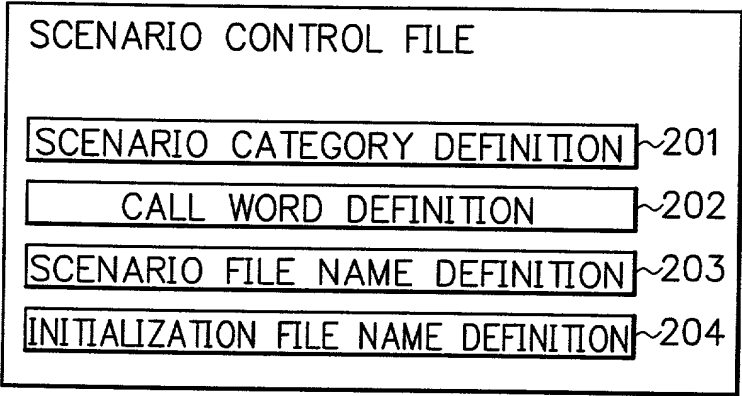 SCENARIO CONTROL FILE
SCENARIO CATEGORY DEFINITION ~201
CALL WORD DEFINITION ~202
SCENARIO FILE NAME DEFINITION ~203
INITIALIZATION FILE NAME DEFINITION ~204